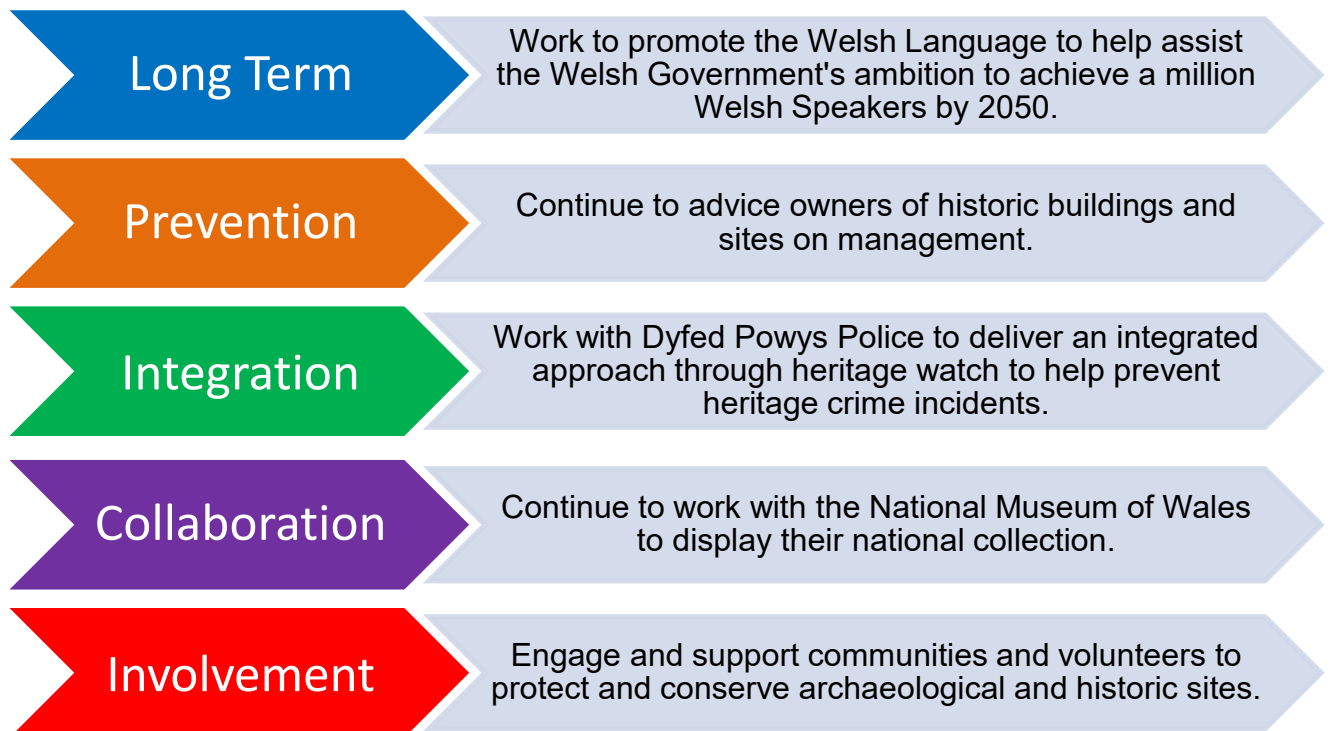 Long Term
Work to promote the Welsh Language to help assist
the Welsh Government's ambition to achieve a million
Welsh Speakers by 2050.
Prevention
Continue to advice owners of historic buildings and
sites on management.
Integration
Work with Dyfed Powys Police to deliver an integrated
approach through heritage watch to help prevent
heritage crime incidents.
Collaboration
Continue to work with the National Museum of Wales
to display their national collection.
Involvement
Engage and support communities and volunteers to
protect and conserve archaeological and historic sites.